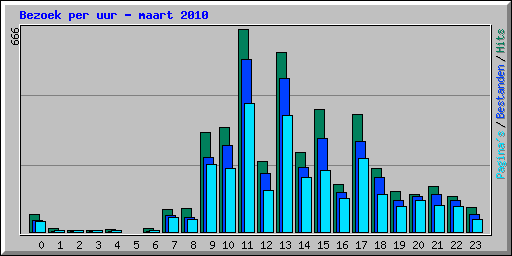 Bezoek per uur - maart 2010
666
Pagina's / Bestanden / Hits
0 1 2 3 4 5 6 7 8 9 10 11 12 13 14 15 16 17 18 19 20 21 22 23